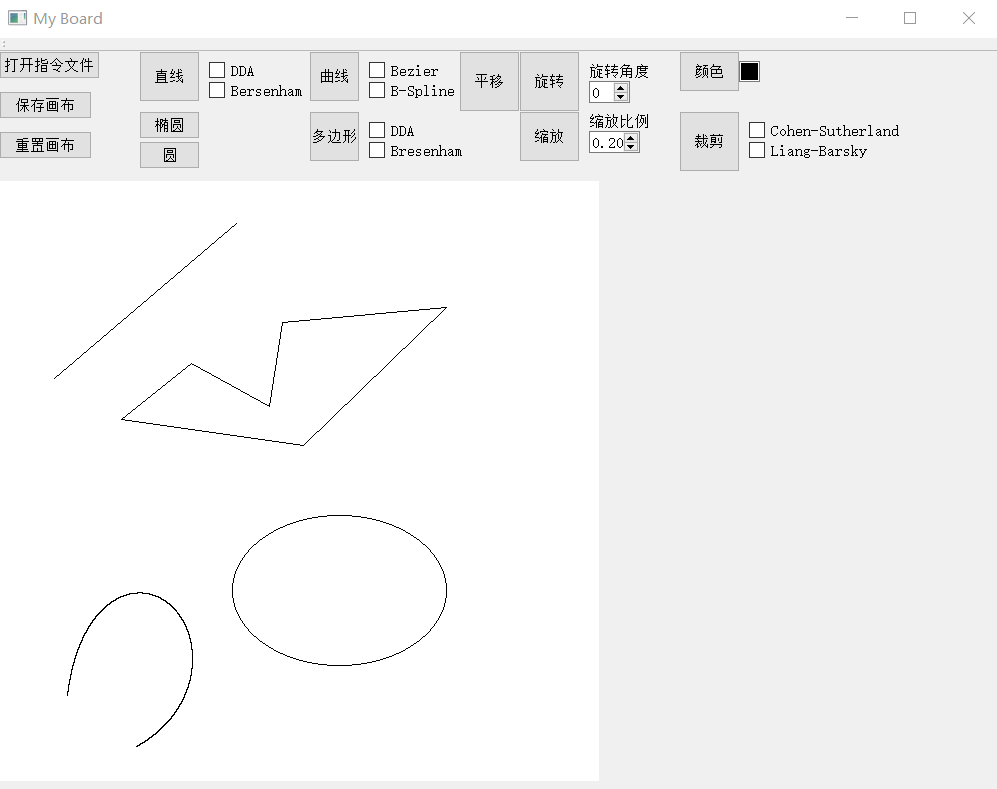 My Board
打开指令文件
保存画布
重置画布
直线
DDA
Bersenham
椭圆
圆
曲线
Bezier
B-Spline
多边形
DDA
Bresenham
平移
旋转
旋转角度
0
缩放
缩放比例
0.20
颜色
裁剪
Cohen-Sutherland
Liang-Barsky